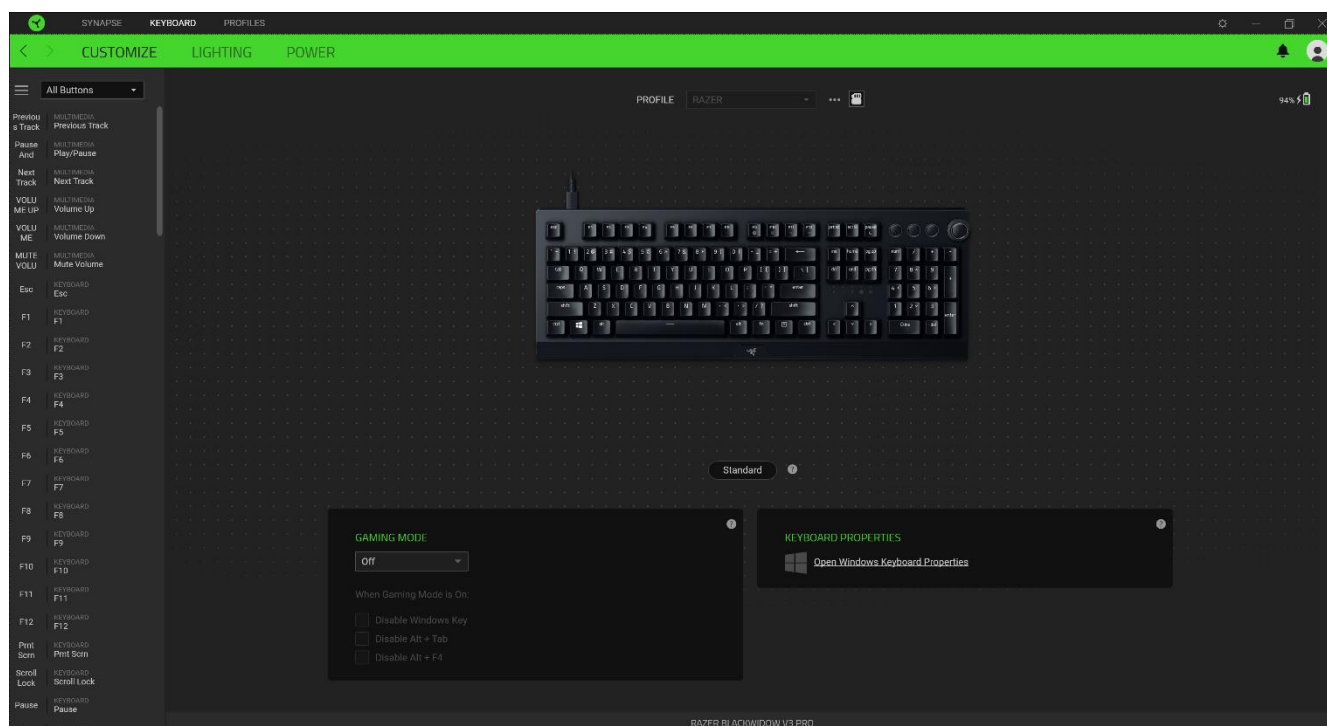 SYNAPSE KEYBOARD PROFILES
CUSTOMIZE LIGHTING POWER
All Buttons
PROFILE RAZER
94%
Previou
s Track
MULTIMEDIA
Previous Track
Pause
And
MULTIMEDIA
Play/Pause
Next
Track
MULTIMEDIA
Next Track
VOLU
ME UP
MULTIMEDIA
Volume Up
VOLU
ME
MULTIMEDIA
Volume Down
MUTE
VOLU
MULTIMEDIA
Mute Volume
Esc
KEYBOARD
Esc
F1
KEYBOARD
F1
F2
KEYBOARD
F2
F3
KEYBOARD
F3
F4
KEYBOARD
F4
F5
KEYBOARD
F5
F6
KEYBOARD
F6
F7
KEYBOARD
F7
F8
KEYBOARD
F8
F9
KEYBOARD
F9
F10
KEYBOARD
F10
F11
KEYBOARD
F11
F12
KEYBOARD
F12
Prnt
Scrn
KEYBOARD
Prnt Scrn
Scroll
Lock
KEYBOARD
Scroll Lock
Pause
KEYBOARD
Pause
Standard ?
GAMING MODE
Off
When Gaming Mode is On:
Disable Windows Key
Disable Alt + Tab
Disable Alt + F4
KEYBOARD PROPERTIES
Open Windows Keyboard Properties
RAZER BLACKWIDOW V3 PRO